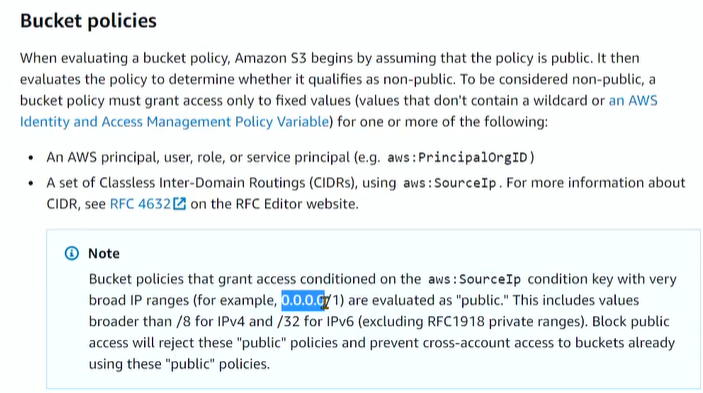 Bucket policies
When evaluating a bucket policy, Amazon S3 begins by assuming that the policy is public. It then
evaluates the policy to determine whether it qualifies as non-public. To be considered non-public, a
bucket policy must grant access only to fixed values (values that don't contain a wildcard or an AWS
Identity and Access Management Policy Variable) for one or more of the following:
• An AWS principal, user, role, or service principal (e.g. aws:PrincipalOrgID)
• A set of Classless Inter-Domain Routings (CIDRs), using aws:SourceIp. For more information about
CIDR, see RFC 4632 on the RFC Editor website.
Note
Bucket policies that grant access conditioned on the aws:SourceIp condition key with very
broad IP ranges (for example, 0.0.0.0/1) are evaluated as "public." This includes values
broader than /8 for IPv4 and /32 for IPv6 (excluding RFC1918 private ranges). Block public
access will reject these "public" policies and prevent cross-account access to buckets already
using these "public" policies.